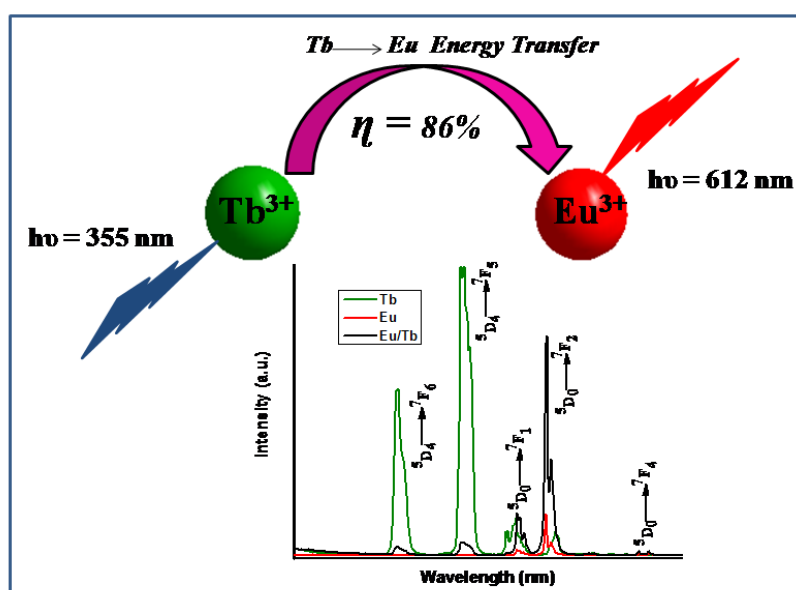 Tb → Eu Energy Transfer
η = 86%
Tb³⁺
Eu³⁺
hυ = 355 nm
hυ = 612 nm
Tb
Eu
Eu/Tb
⁵D₄ → ⁷F₆
⁵D₄ → ⁷F₅
⁵D₀ → ⁷F₁
⁵D₀ → ⁷F₂
⁵D₀ → ⁷F₄
Intensity (a.u.)
Wavelength (nm)